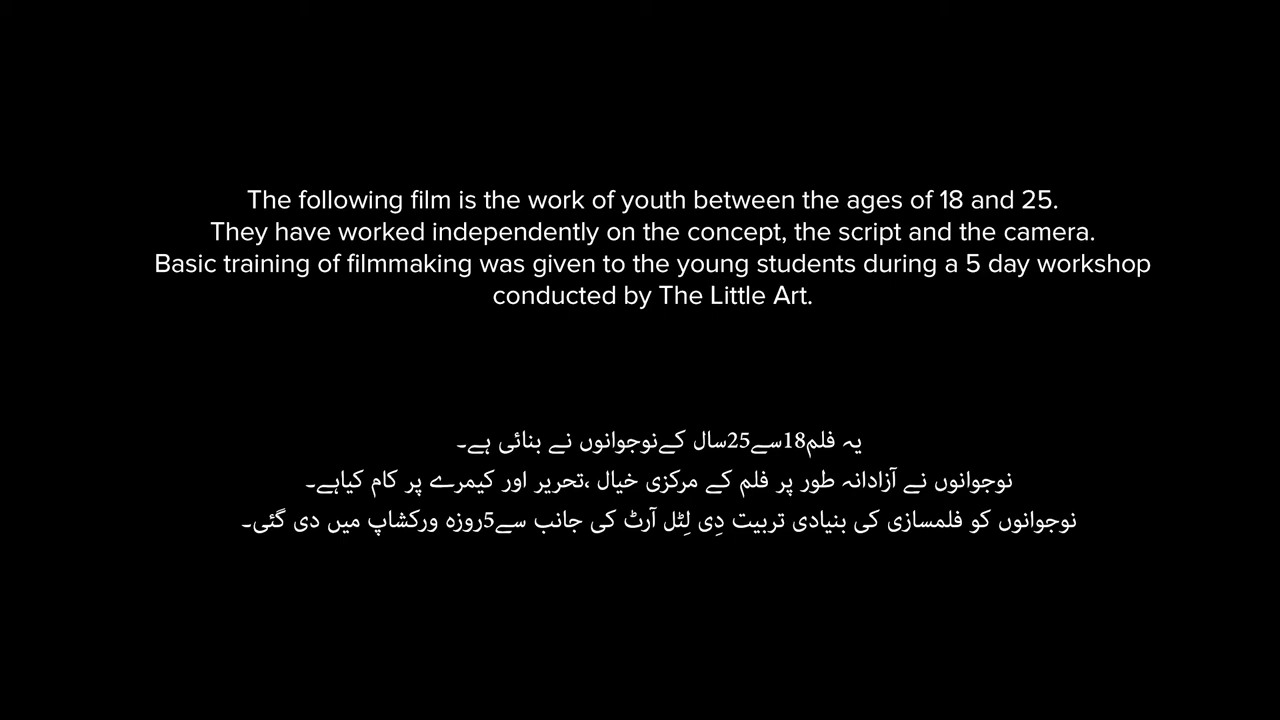 The following film is the work of youth between the ages of 18 and 25.
They have worked independently on the concept, the script and the camera.
Basic training of filmmaking was given to the young students during a 5 day workshop
conducted by The Little Art.
یہ فلم18سے25سال کےنوجوانوں نے بنائی ہے۔
نوجوانوں نے آزادانہ طور پر فلم کے مرکزی خیال ،تحریر اور کیمرے پر کام کیاہے۔
نوجوانوں کو فلمسازی کی بنیادی تربیت دِی لِٹل آرٹ کی جانب سے5روزہ ورکشاپ میں دی گئی۔